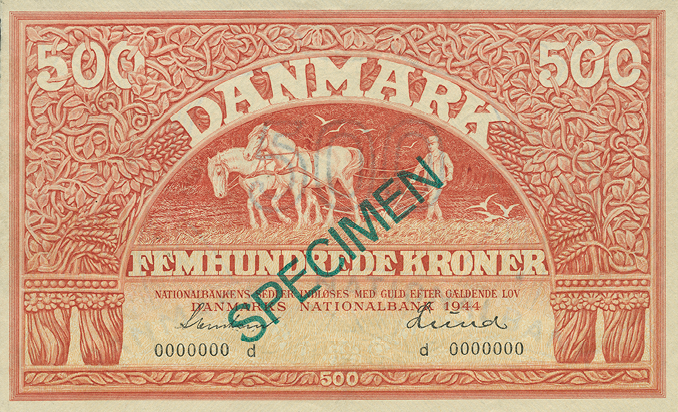 500 500
DANMARK
FEMHUNDREDE KRONER
NATIONALBANKENS SEDLER INDLØSES MED GULD EFTER GÆLDENDE LOV
DANMARKS NATIONALBANK 1944
Lund
0000000 d d 0000000
500
SPECIMEN